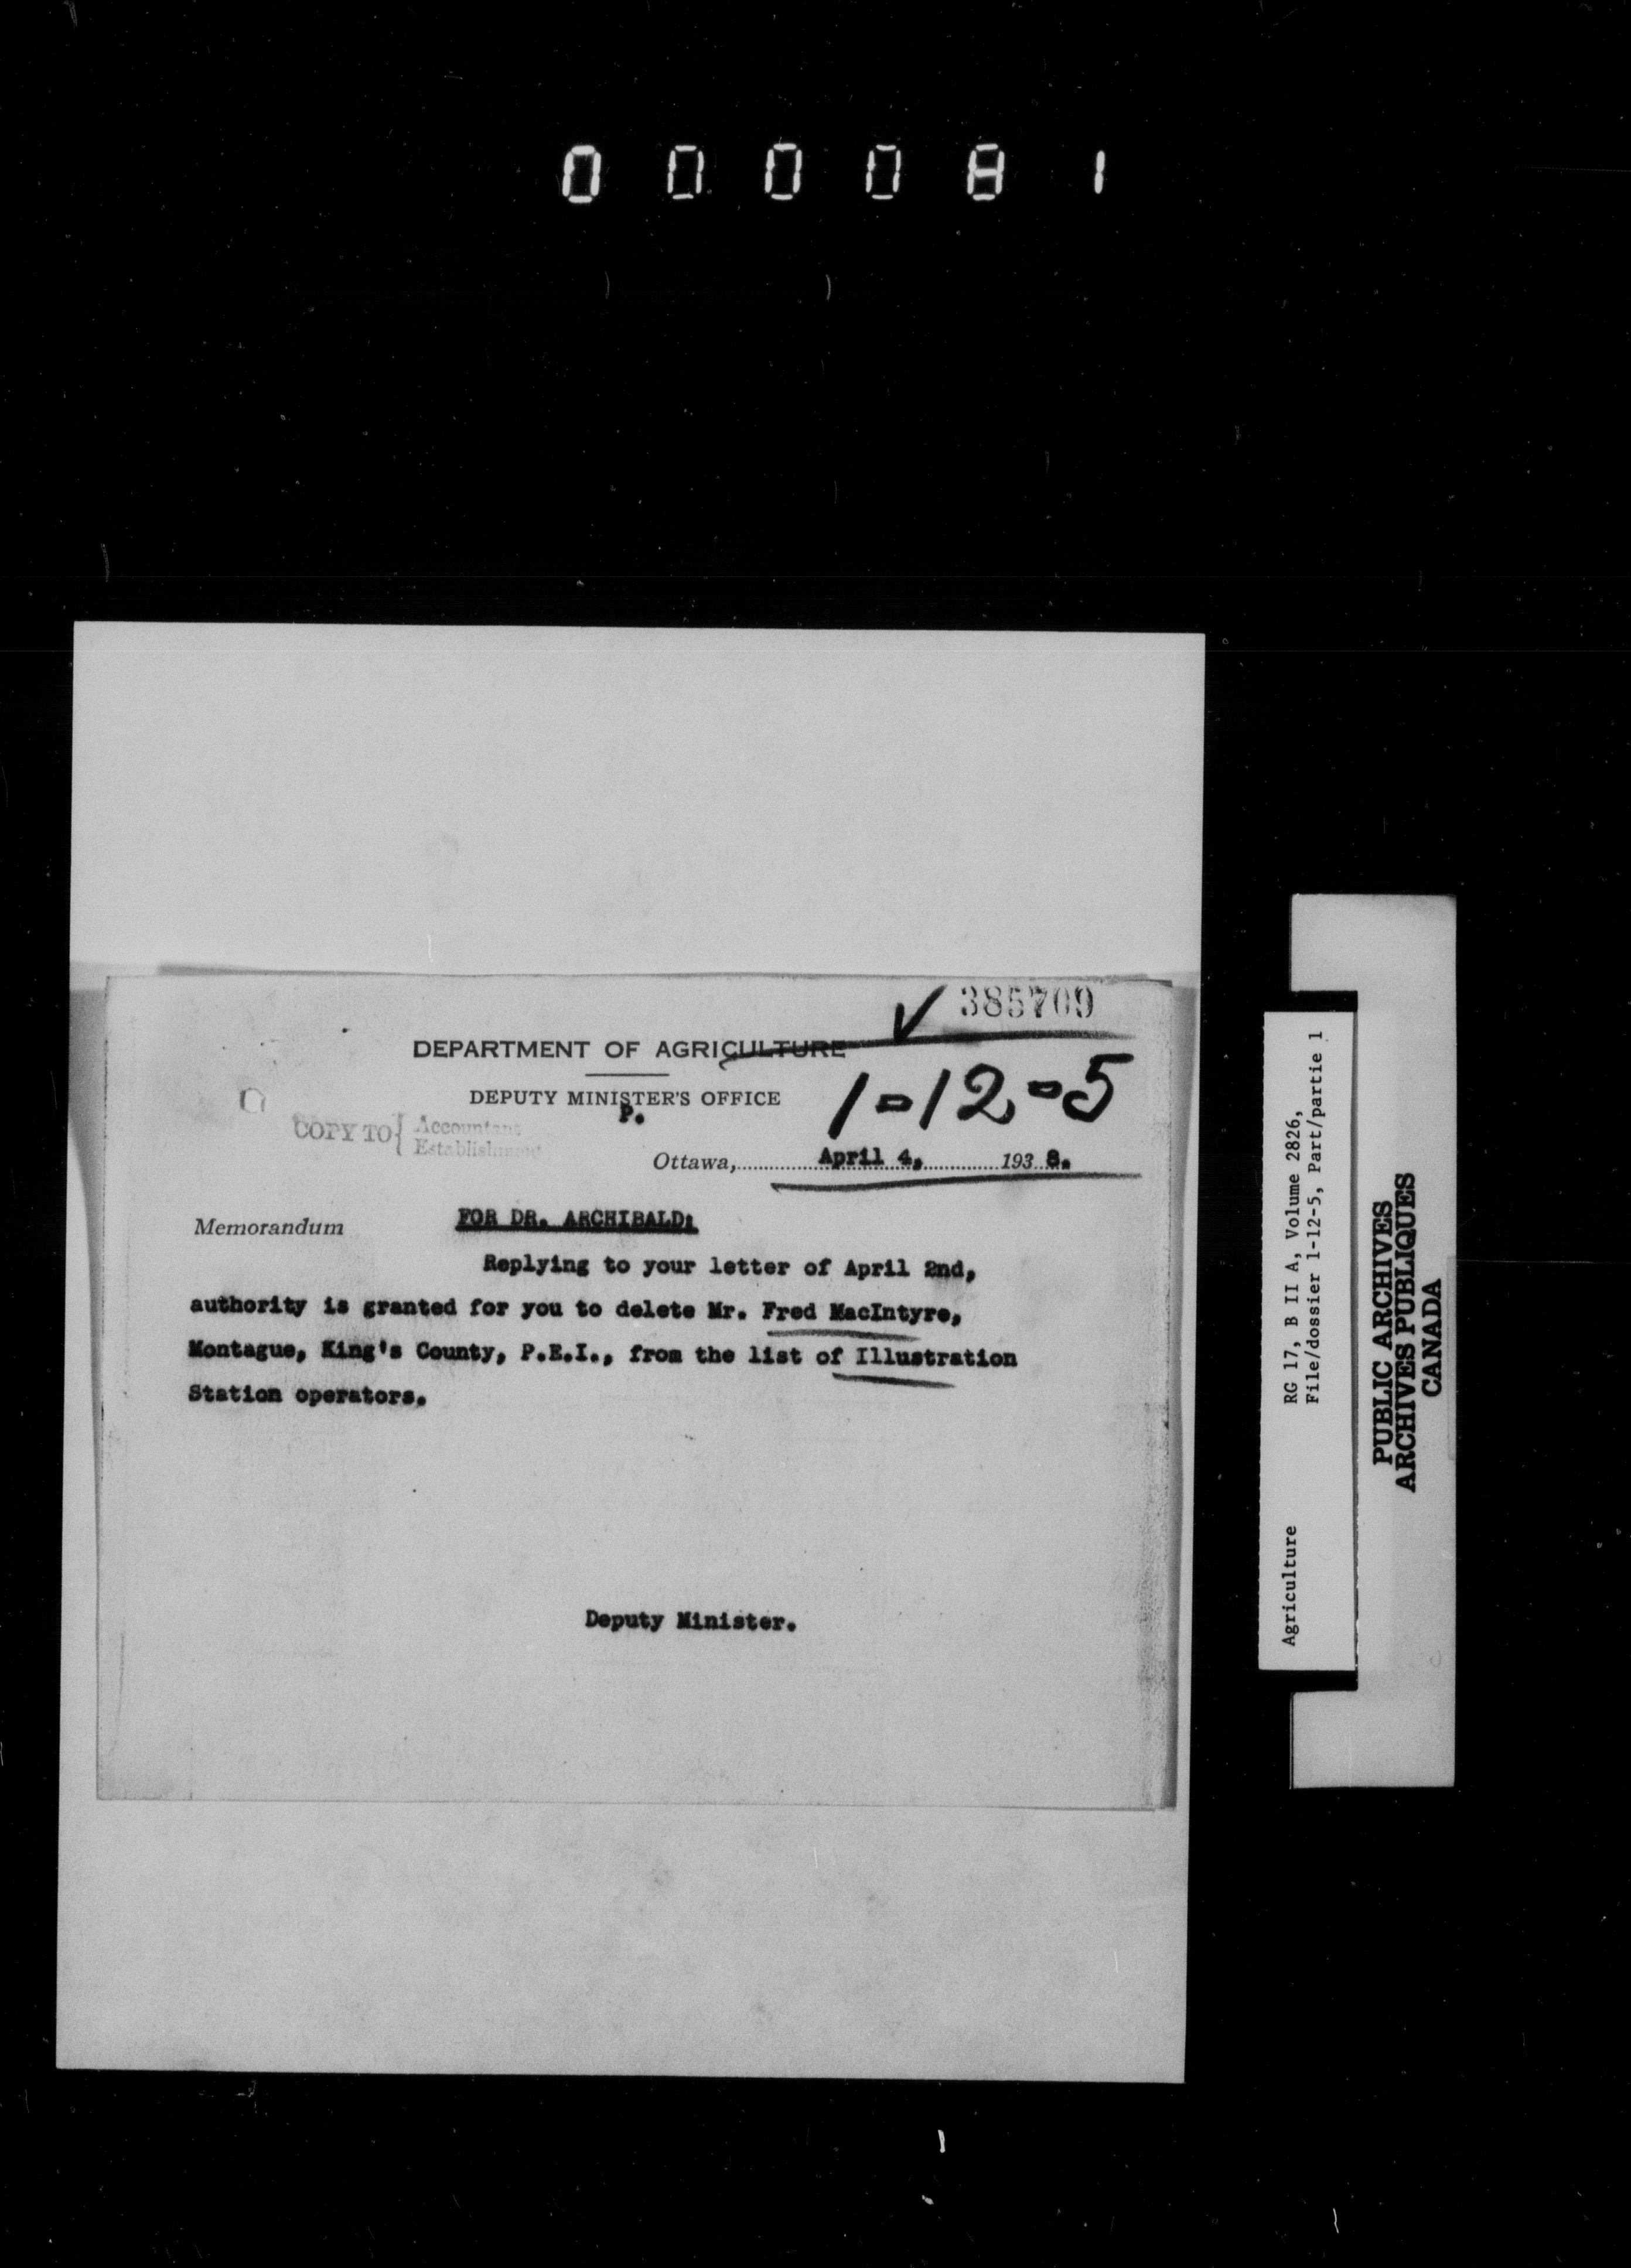 000081
✓ 385709
DEPARTMENT OF AGRICULTURE
1-12-5
DEPUTY MINISTER'S OFFICE
P.
COPY TO { Accountant
Establishment
Ottawa, April 4, 1938.
Memorandum
FOR DR. ARCHIBALD:
Replying to your letter of April 2nd,
authority is granted for you to delete Mr. Fred MacIntyre,
Montague, King's County, P.E.I., from the list of Illustration
Station operators.
Deputy Minister.
Agriculture RG 17, B II A, Volume 2826,
File/dossier 1-12-5, Part/partie 1
PUBLIC ARCHIVES
ARCHIVES PUBLIQUES
CANADA